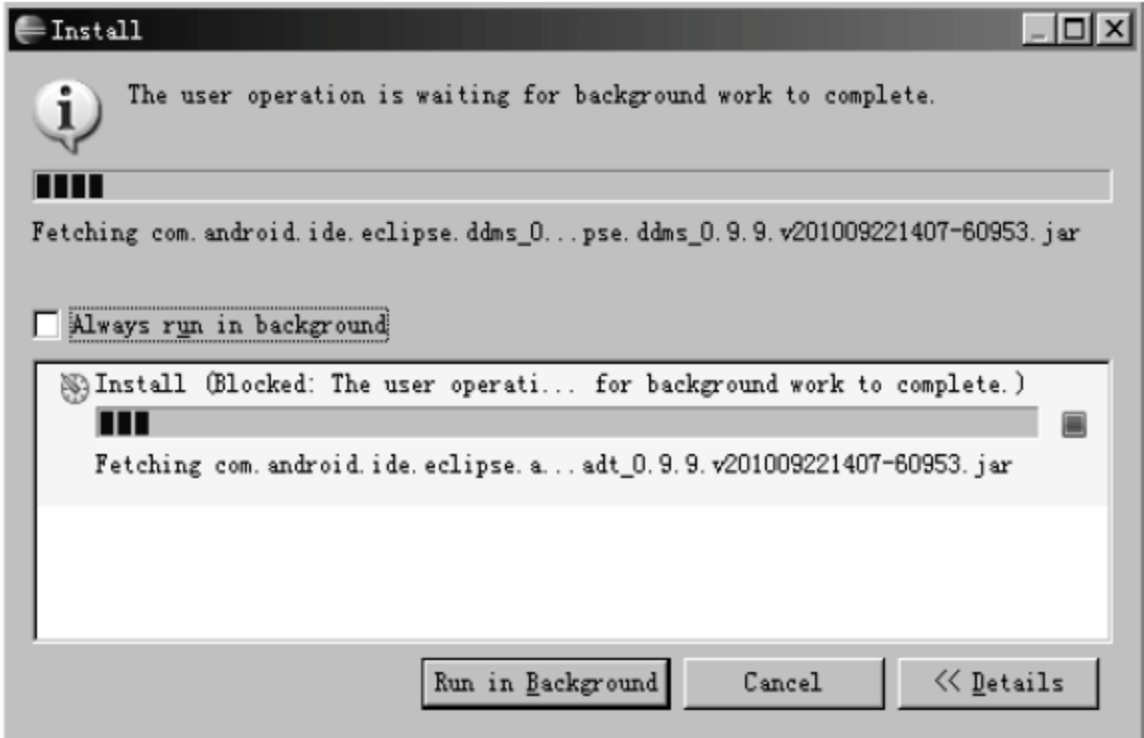 Install
The user operation is waiting for background work to complete.
Fetching com.android.ide.eclipse.ddms_0...pse.ddms_0.9.9.v201009221407-60953.jar
Always run in background
Install (Blocked: The user operati... for background work to complete.)
Fetching com.android.ide.eclipse.a...adt_0.9.9.v201009221407-60953.jar
Run in Background
Cancel
<< Details